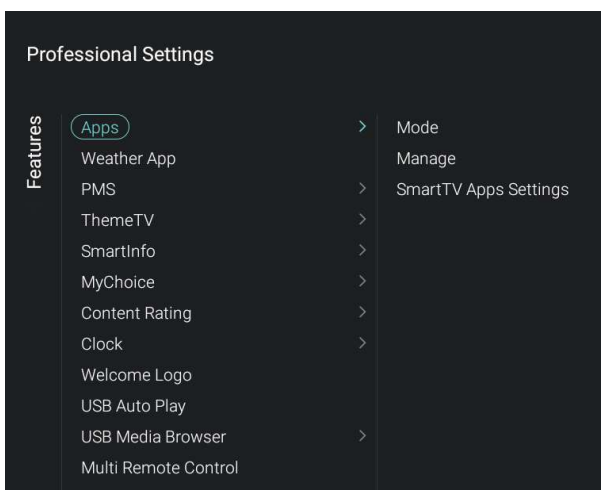 Professional Settings
Features
Apps
Weather App
PMS
ThemeTV
SmartInfo
MyChoice
Content Rating
Clock
Welcome Logo
USB Auto Play
USB Media Browser
Multi Remote Control
Mode
Manage
SmartTV Apps Settings